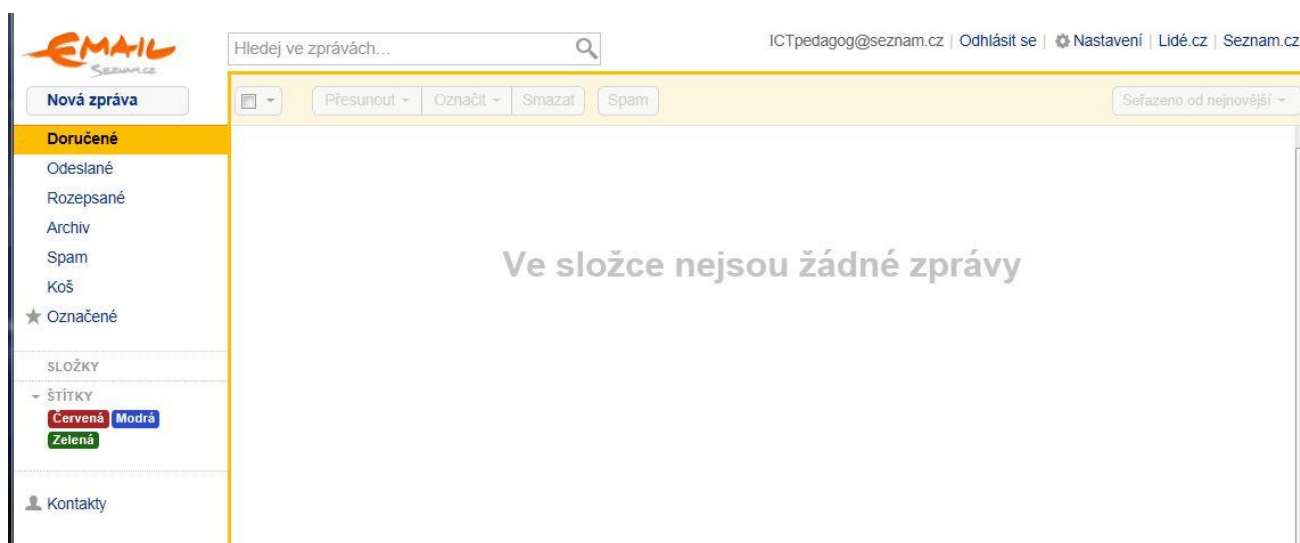 EMAIL
SEZNAM.CZ
Hledej ve zprávách...
ICTpedagog@seznam.cz | Odhlásit se | Nastavení | Lidé.cz | Seznam.cz
Nová zpráva
Přesunout Označit Smazat Spam Seřazeno od nejnovější
Doručené
Odeslané
Rozepsané
Archiv
Spam
Koš
Označené
Ve složce nejsou žádné zprávy
SLOŽKY
ŠTÍTKY
Červená Modrá
Zelená
Kontakty